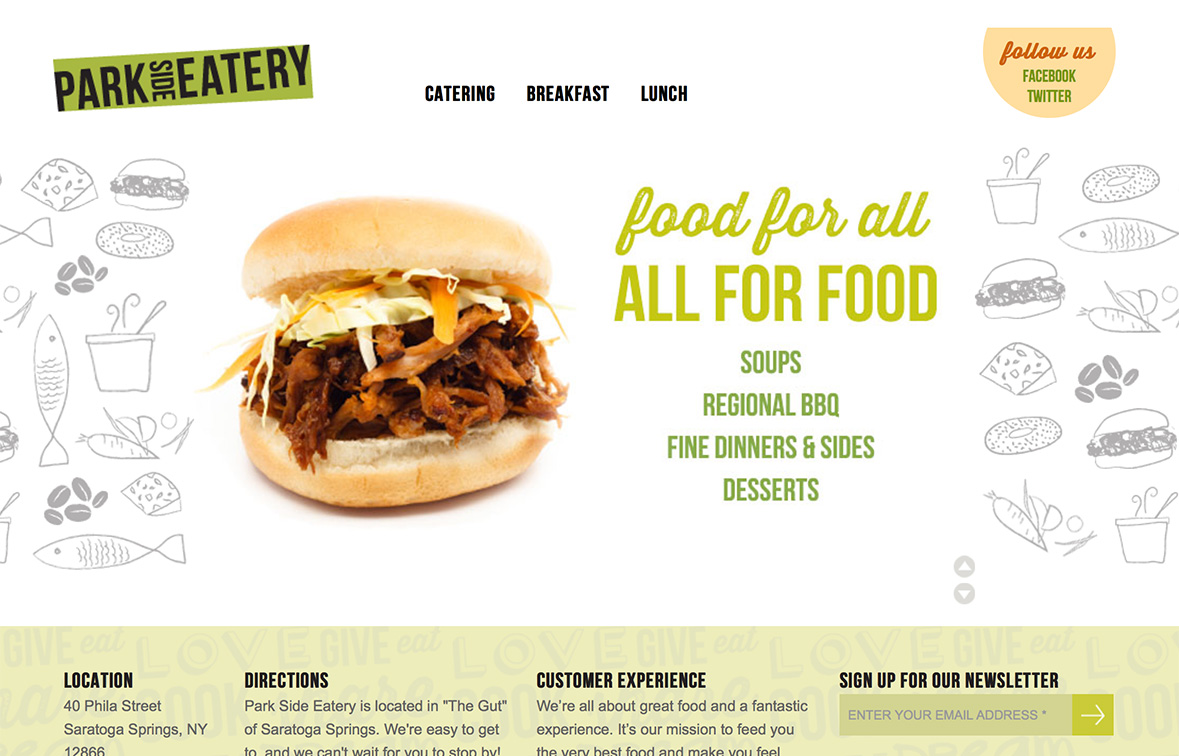 PARK SIDE EATERY
CATERING BREAKFAST LUNCH
follow us
FACEBOOK
TWITTER
food for all
ALL FOR FOOD
SOUPS
REGIONAL BBQ
FINE DINNERS & SIDES
DESSERTS
GIVE eat LOVE GIVE eat LOVE GIVE eat LOVE GIVE eat LO
LOCATION
40 Phila Street
Saratoga Springs, NY
12866
DIRECTIONS
Park Side Eatery is located in "The Gut"
of Saratoga Springs. We're easy to get
to, and we can't wait for you to stop by!
CUSTOMER EXPERIENCE
We’re all about great food and a fantastic
experience. It’s our mission to feed you
the very best food and make you feel
SIGN UP FOR OUR NEWSLETTER
ENTER YOUR EMAIL ADDRESS *